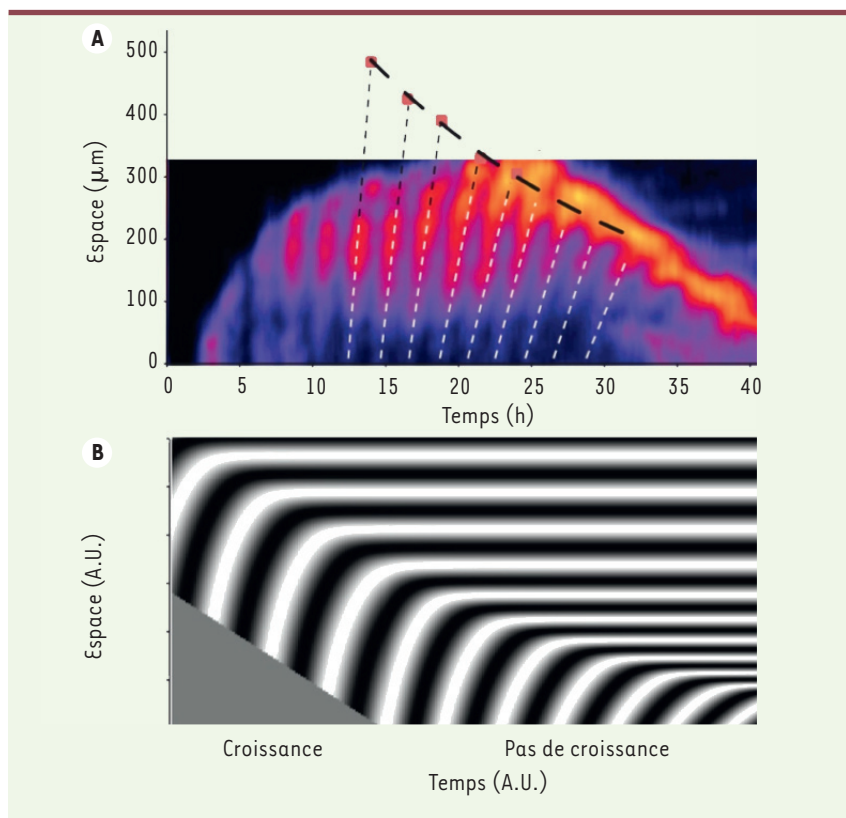 A
500
400
300
200
100
0
Espace (µm)
0 5 10 15 20 25 30 35 40
Temps (h)
B
Espace (A.U.)
Croissance Pas de croissance
Temps (A.U.)